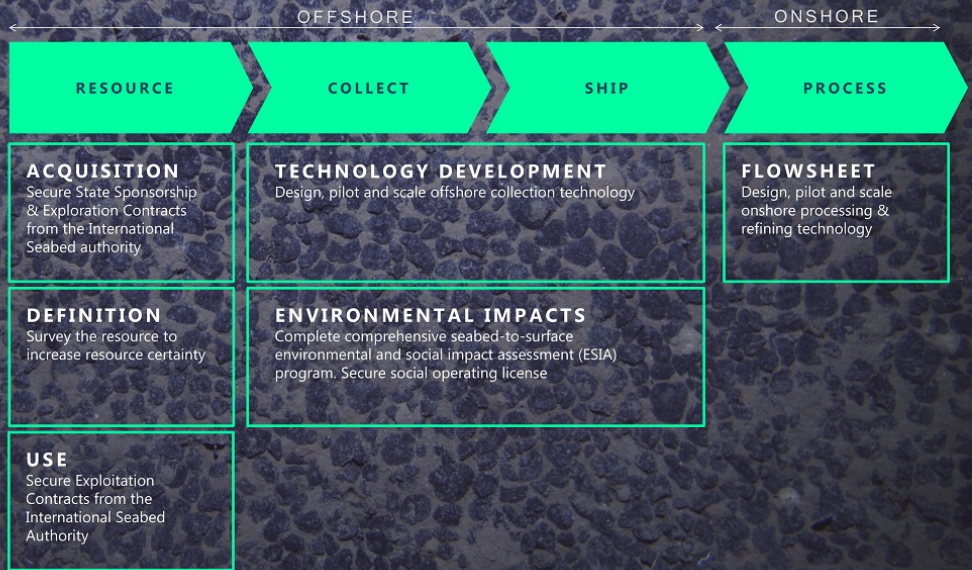 OFFSHORE
ONSHORE
RESOURCE
COLLECT
SHIP
PROCESS
ACQUISITION
Secure State Sponsorship
& Exploration Contracts
from the International
Seabed authority
TECHNOLOGY DEVELOPMENT
Design, pilot and scale offshore collection technology
FLOWSHEET
Design, pilot and scale
onshore processing &
refining technology
DEFINITION
Survey the resource to
increase resource certainty
ENVIRONMENTAL IMPACTS
Complete comprehensive seabed-to-surface
environmental and social impact assessment (ESIA)
program. Secure social operating license
USE
Secure Exploitation
Contracts from the
International Seabed
Authority